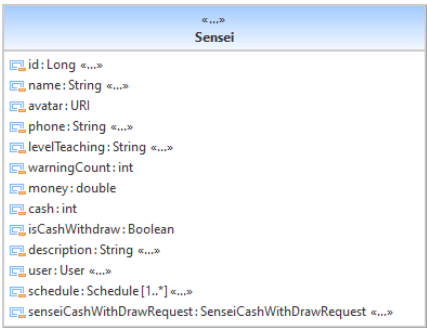 «...»
Sensei
id : Long «...»
name : String «...»
avatar : URI
phone : String «...»
levelTeaching : String «...»
warningCount : int
money : double
cash : int
isCashWithdraw : Boolean
description : String «...»
user : User «...»
schedule : Schedule [1..*] «...»
senseiCashWithDrawRequest : SenseiCashWithDrawRequest «...»